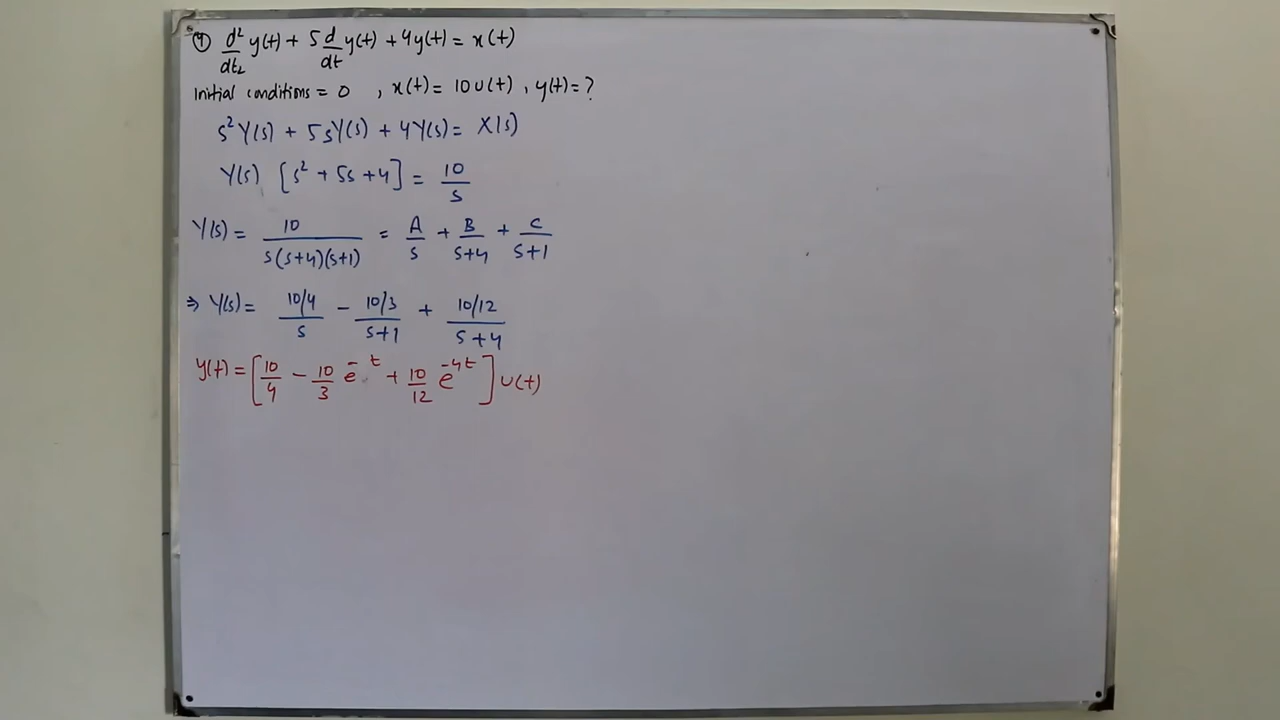 ① d²/dt₂ y(t) + 5 d/dt y(t) + 4y(t) = x(t)
Initial conditions = 0 , x(t) = 10u(t) , y(t) = ?
s²Y(s) + 5sY(s) + 4Y(s) = X(s)
Y(s) [s² + 5s + 4] = 10/s
Y(s) = 10/(s(s+4)(s+1)) = A/s + B/(s+4) + C/(s+1)
⇒ Y(s) = (10/4)/s − (10/3)/(s+1) + (10/12)/(s+4)
y(t) = [10/4 − 10/3 e^(−t) + 10/12 e^(−4t)] u(t)